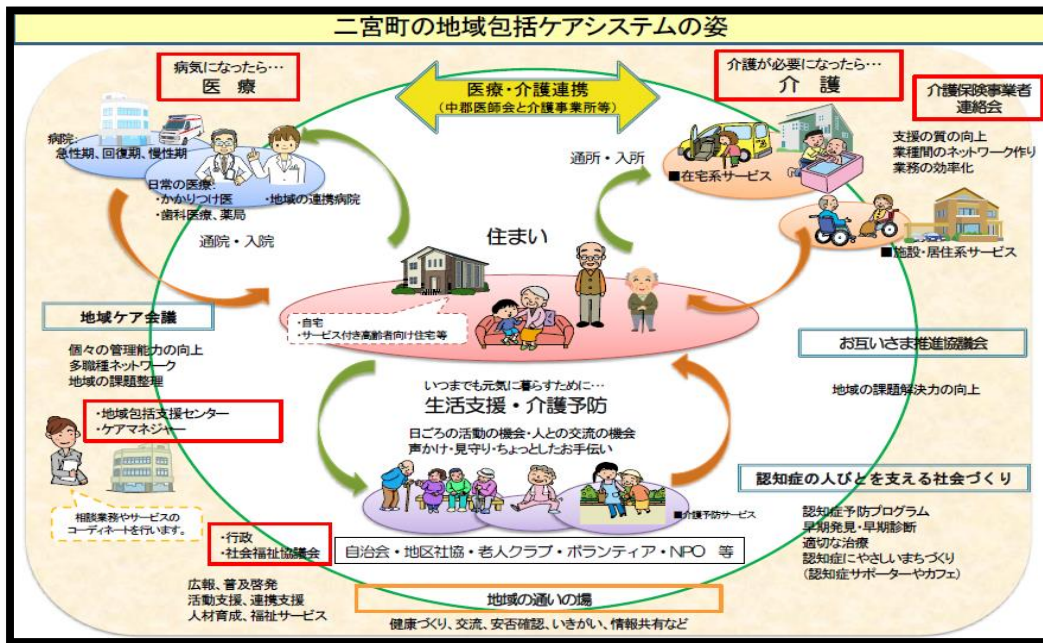 二宮町の地域包括ケアシステムの姿
病気になったら…
医 療
医療・介護連携
(中郡医師会と介護事業所等)
介護が必要になったら…
介 護
介護保険事業者
連絡会
支援の質の向上
業種間のネットワーク作り
業務の効率化
病院:
急性期、回復期、慢性期
日常の医療:
・かかりつけ医
・歯科医療、薬局
・地域の連携病院
通院・入院
通所・入所
■在宅系サービス
■施設・居住系サービス
住まい
・自宅
・サービス付き高齢者向け住宅等
地域ケア会議
個々の管理能力の向上
多職種ネットワーク
地域の課題整理
・地域包括支援センター
・ケアマネジャー
相談業務やサービスの
コーディネートを行います。
お互いさま推進協議会
地域の課題解決力の向上
いつまでも元気に暮らすために…
生活支援・介護予防
日ごろの活動の機会・人との交流の機会
声かけ・見守り・ちょっとしたお手伝い
■介護予防サービス
自治会・地区社協・老人クラブ・ボランティア・NPO 等
認知症の人びとを支える社会づくり
認知症予防プログラム
早期発見・早期診断
適切な治療
認知症にやさしいまちづくり
(認知症サポーターやカフェ)
・行政
・社会福祉協議会
広報、普及啓発
活動支援、連携支援
人材育成、福祉サービス
地域の通いの場
健康づくり、交流、安否確認、いきがい、情報共有など